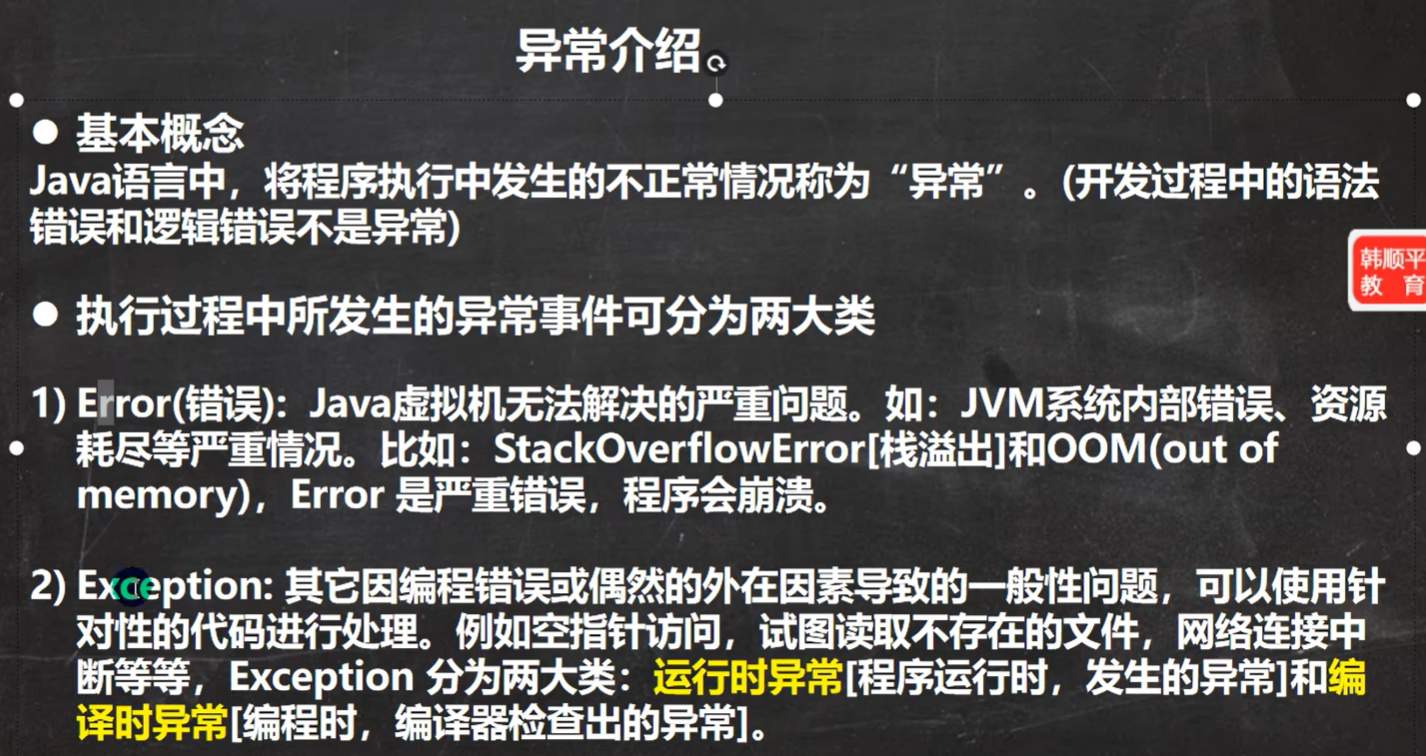 异常介绍
● 基本概念
Java语言中，将程序执行中发生的不正常情况称为“异常”。(开发过程中的语法
错误和逻辑错误不是异常)
韩顺平
教 育
● 执行过程中所发生的异常事件可分为两大类
1) Error(错误)：Java虚拟机无法解决的严重问题。如：JVM系统内部错误、资源
耗尽等严重情况。比如：StackOverflowError[栈溢出]和OOM(out of
memory)，Error 是严重错误，程序会崩溃。
2) Exception: 其它因编程错误或偶然的外在因素导致的一般性问题，可以使用针
对性的代码进行处理。例如空指针访问，试图读取不存在的文件，网络连接中
断等等，Exception 分为两大类：运行时异常[程序运行时，发生的异常]和编
译时异常[编程时，编译器检查出的异常]。